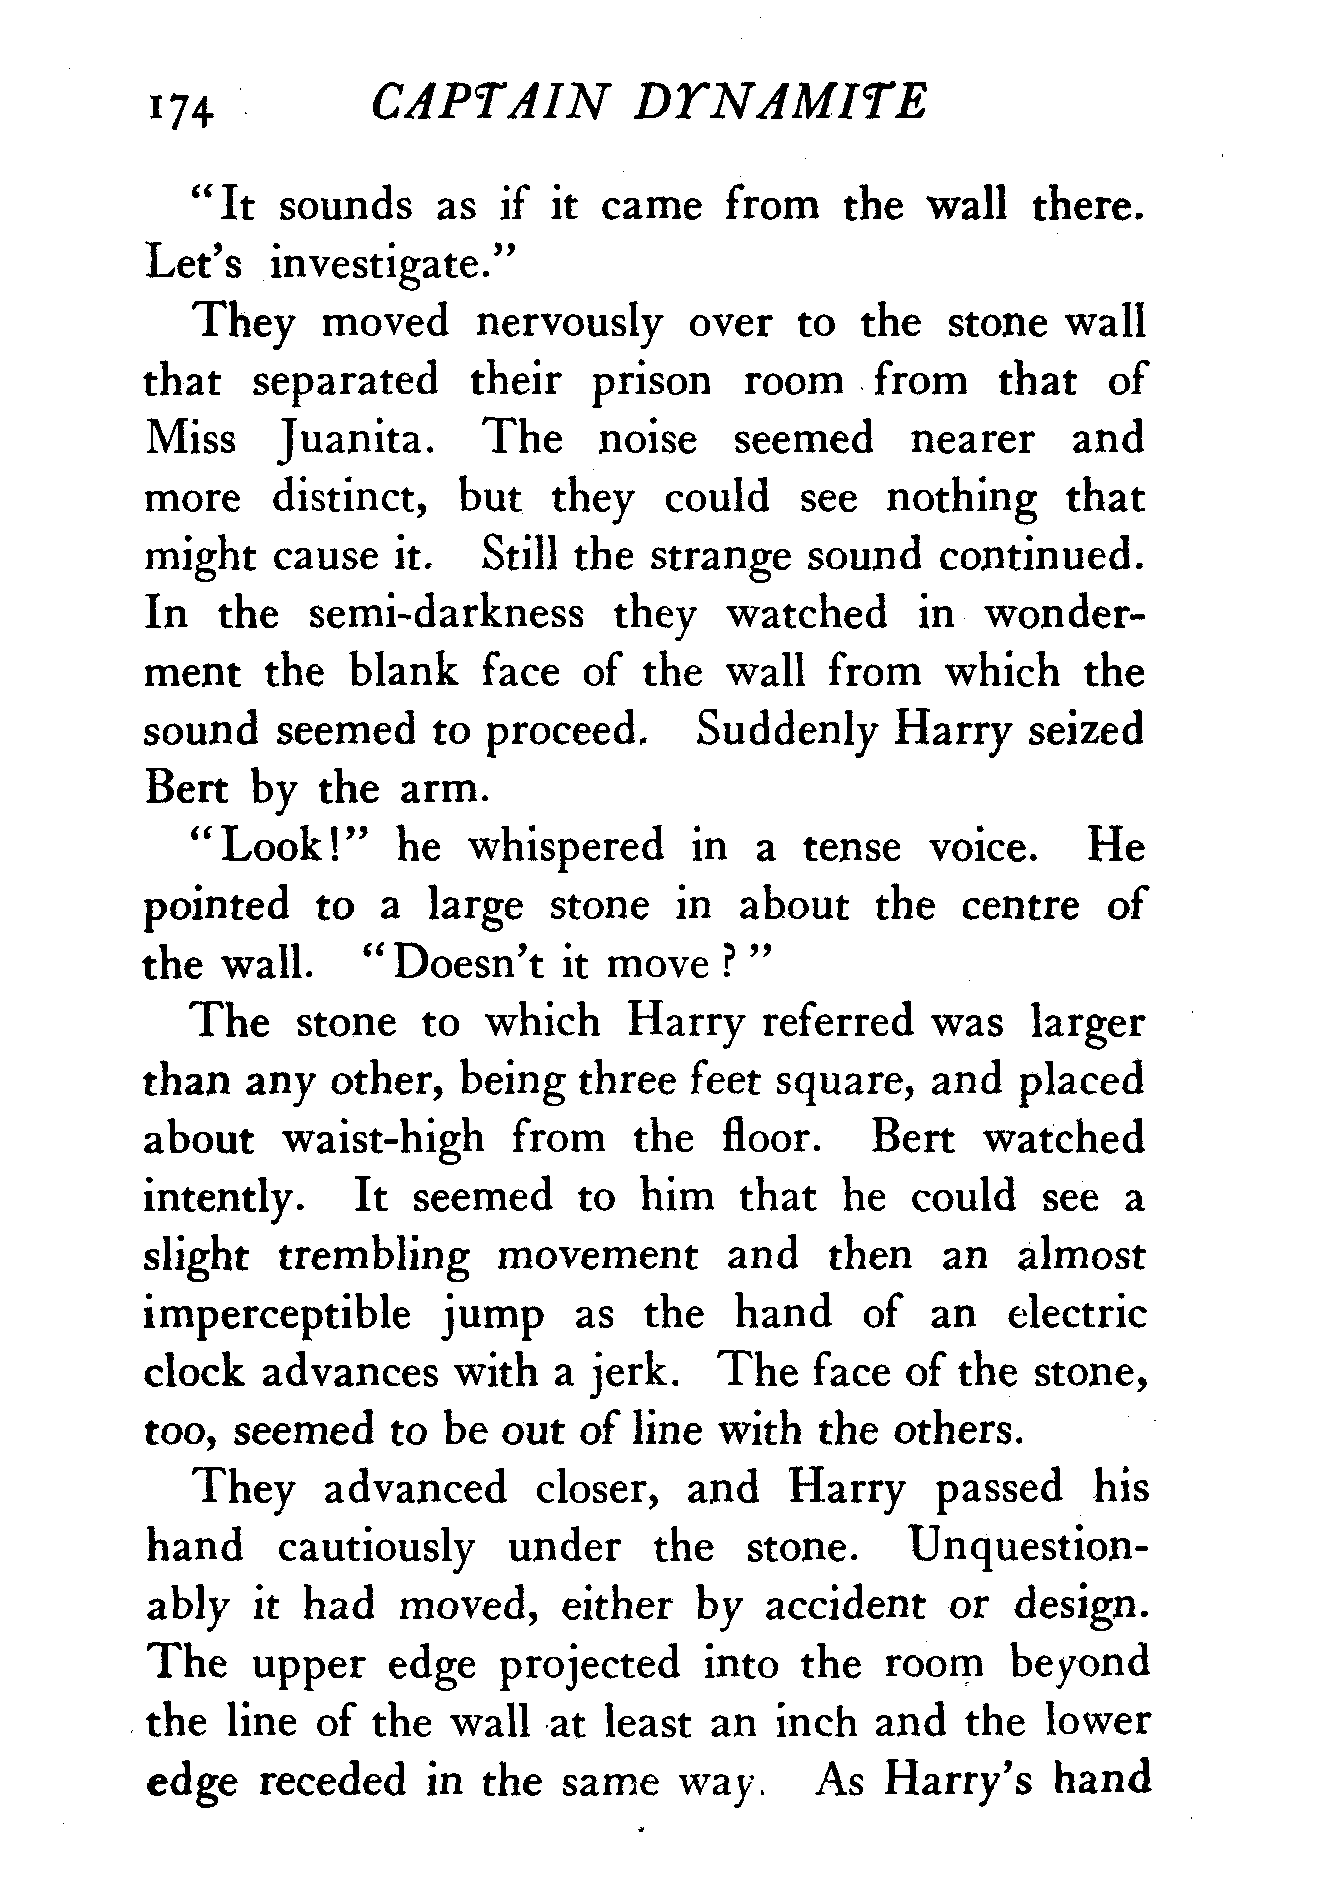 174 CAPTAIN DYNAMITE
"It sounds as if it came from the wall there.
Let's investigate."
They moved nervously over to the stone wall
that separated their prison room from that of
Miss Juanita. The noise seemed nearer and
more distinct, but they could see nothing that
might cause it. Still the strange sound continued.
In the semi-darkness they watched in wonder-
ment the blank face of the wall from which the
sound seemed to proceed. Suddenly Harry seized
Bert by the arm.
"Look!" he whispered in a tense voice. He
pointed to a large stone in about the centre of
the wall. "Doesn't it move?"
The stone to which Harry referred was larger
than any other, being three feet square, and placed
about waist-high from the floor. Bert watched
intently. It seemed to him that he could see a
slight trembling movement and then an almost
imperceptible jump as the hand of an electric
clock advances with a jerk. The face of the stone,
too, seemed to be out of line with the others.
They advanced closer, and Harry passed his
hand cautiously under the stone. Unquestion-
ably it had moved, either by accident or design.
The upper edge projected into the room beyond
the line of the wall at least an inch and the lower
edge receded in the same way. As Harry's hand